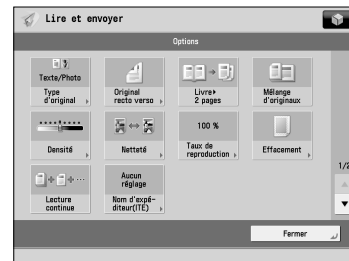 Lire et envoyer
Options
Texte/Photo
Type
d'original
Original
recto verso
Livre▸
2 pages
Mélange
d'originaux
Densité
Netteté
100 %
Taux de
reproduction
Effacement
1/2
Lecture
continue
Aucun
réglage
Nom d'expé-
diteur(ITE)
Fermer